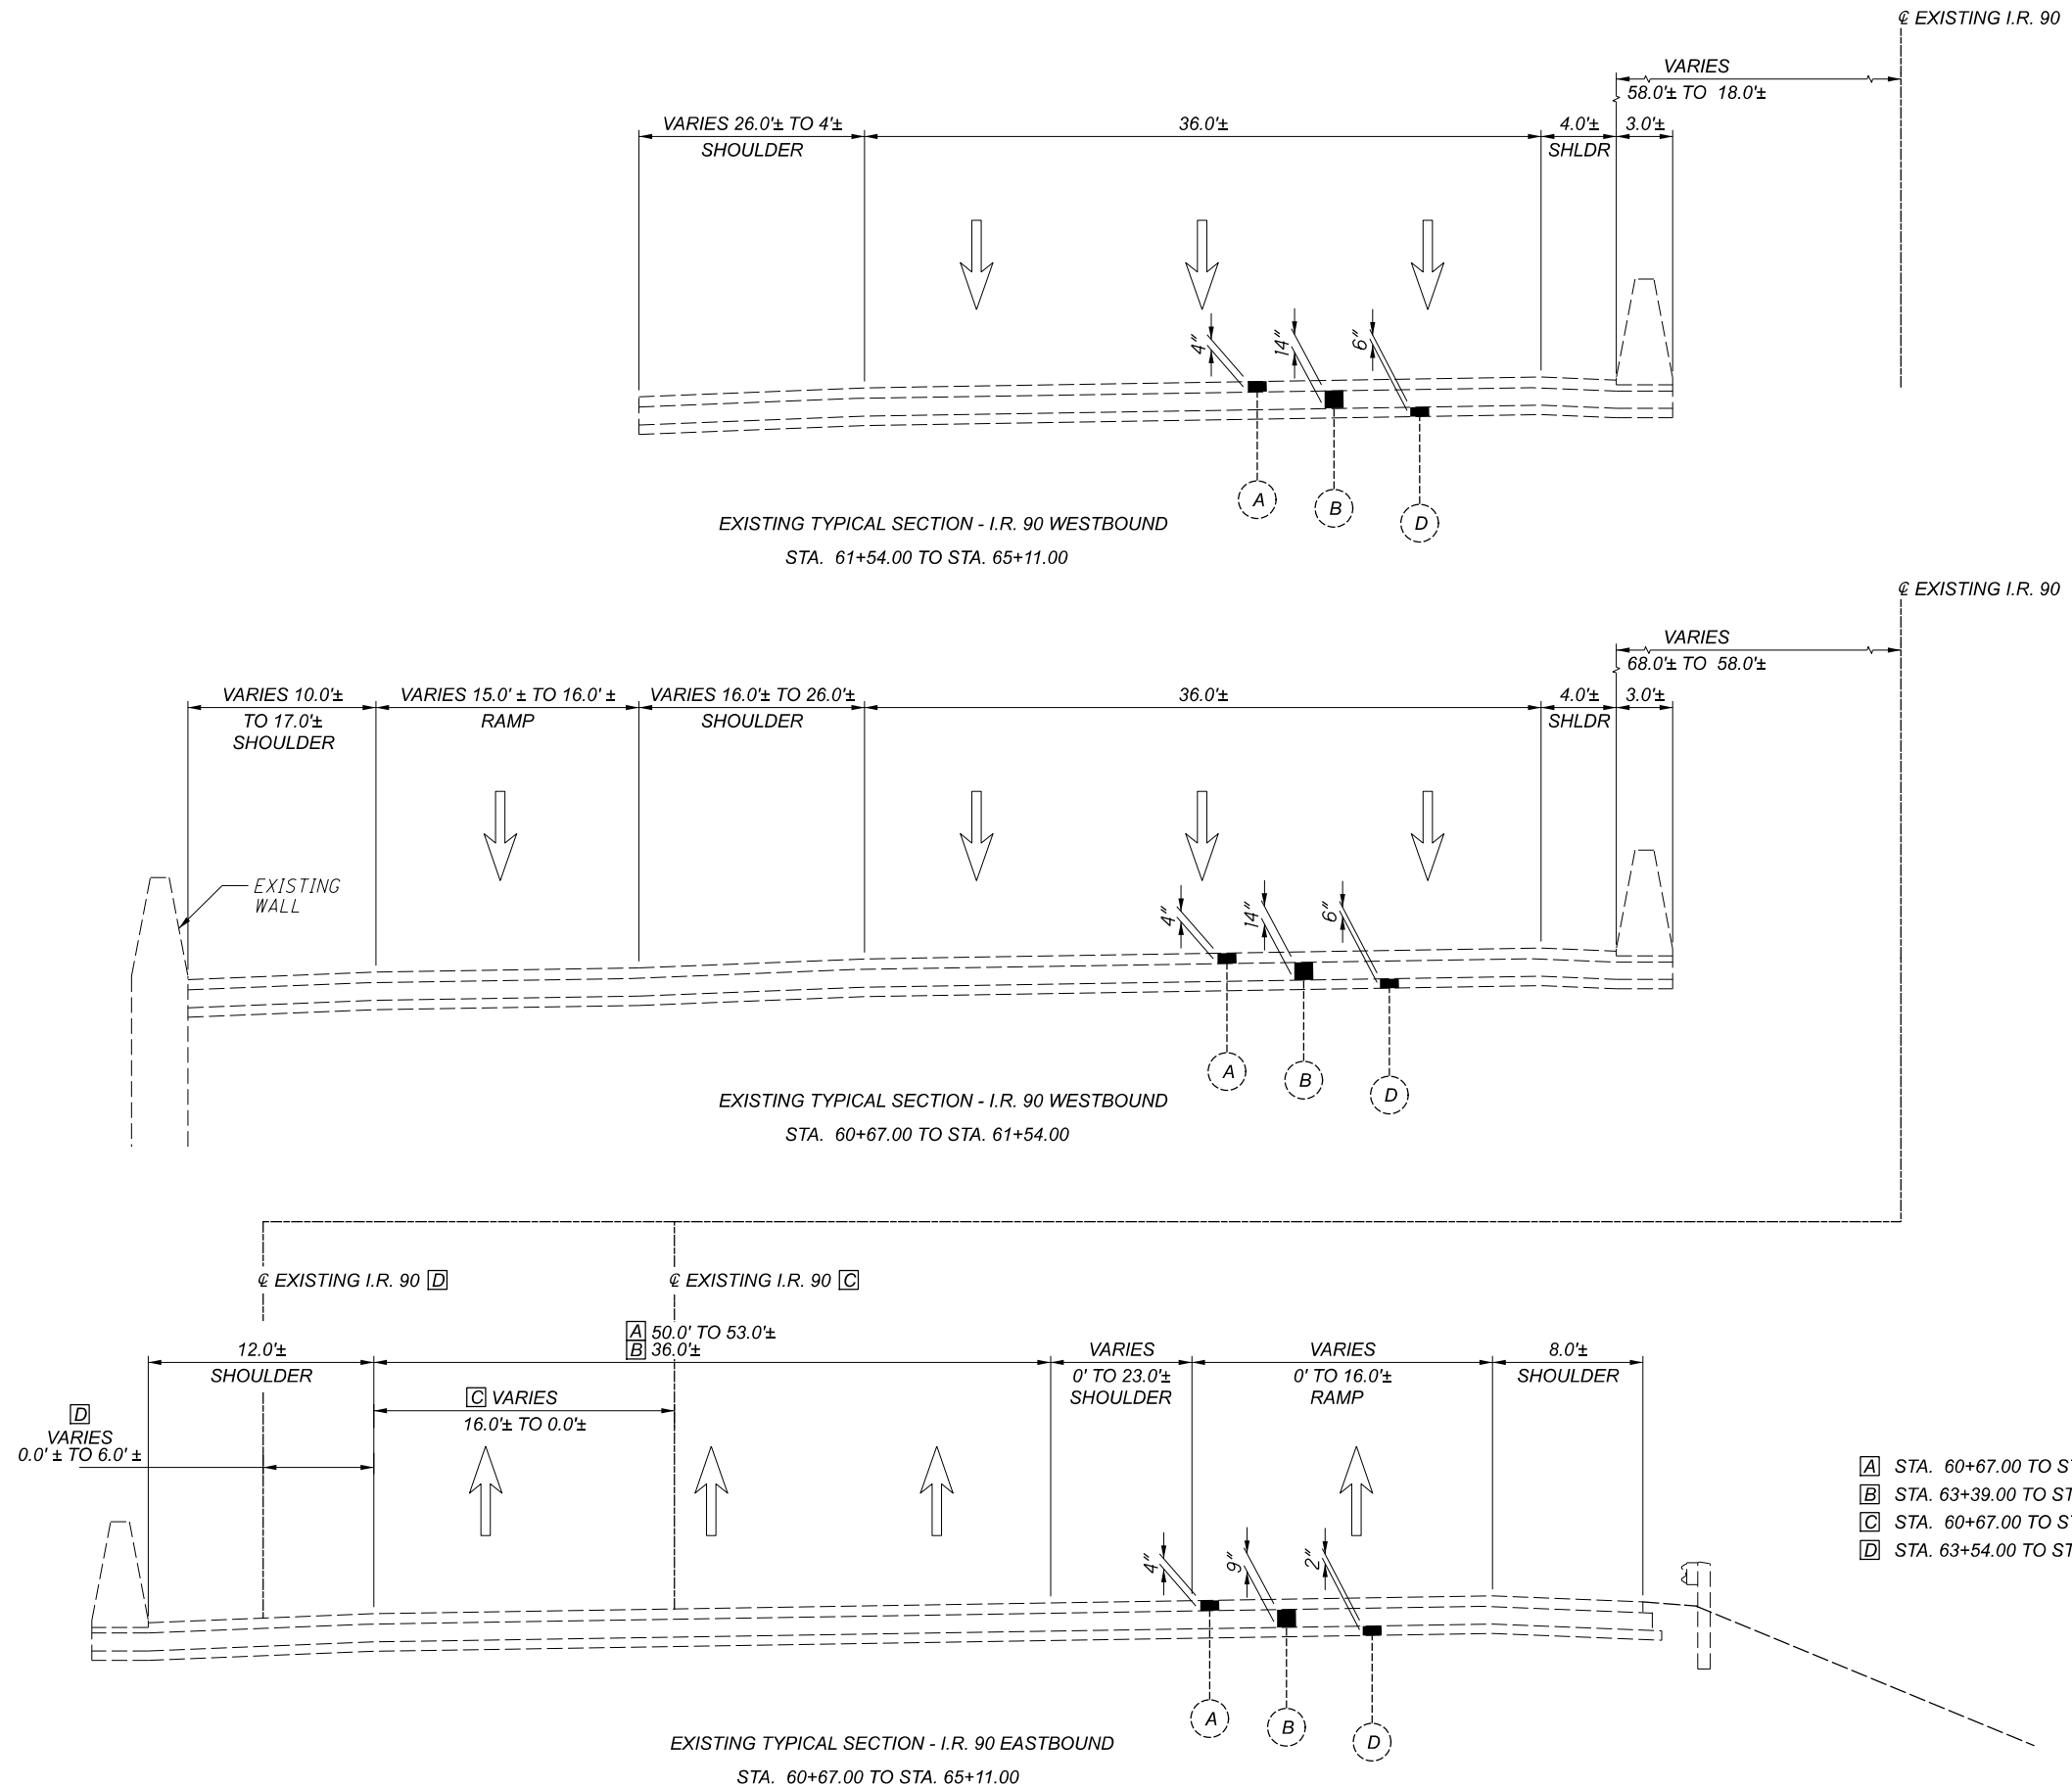 ℄ EXISTING I.R. 90
VARIES
58.0'± TO 18.0'±
VARIES 26.0'± TO 4'±
SHOULDER
36.0'±
4.0'±
SHLDR
3.0'±
4"
14"
6"
A
B
D
EXISTING TYPICAL SECTION - I.R. 90 WESTBOUND
STA. 61+54.00 TO STA. 65+11.00
℄ EXISTING I.R. 90
VARIES
68.0'± TO 58.0'±
VARIES 10.0'±
TO 17.0'±
SHOULDER
VARIES 15.0' ± TO 16.0' ±
RAMP
VARIES 16.0'± TO 26.0'±
SHOULDER
36.0'±
4.0'±
SHLDR
3.0'±
EXISTING
WALL
4"
14"
6"
A
B
D
EXISTING TYPICAL SECTION - I.R. 90 WESTBOUND
STA. 60+67.00 TO STA. 61+54.00
℄ EXISTING I.R. 90 D
℄ EXISTING I.R. 90 C
A 50.0' TO 53.0'±
B 36.0'±
12.0'±
SHOULDER
VARIES
0' TO 23.0'±
SHOULDER
VARIES
0' TO 16.0'±
RAMP
8.0'±
SHOULDER
C VARIES
16.0'± TO 0.0'±
D
VARIES
0.0' ± TO 6.0' ±
A STA. 60+67.00 TO
B STA. 63+39.00 TO
C STA. 60+67.00 TO
D STA. 63+54.00 TO
4"
9"
2"
A
B
D
EXISTING TYPICAL SECTION - I.R. 90 EASTBOUND
STA. 60+67.00 TO STA. 65+11.00